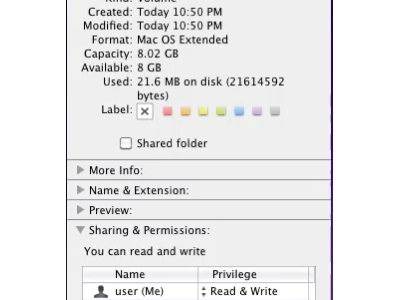 Kind: Volume
Created: Today 10:50 PM
Modified: Today 10:50 PM
Format: Mac OS Extended
Capacity: 8.02 GB
Available: 8 GB
Used: 21.6 MB on disk (21614592
bytes)
Label:
Shared folder
More Info:
Name & Extension:
Preview:
Sharing & Permissions:
You can read and write
Name Privilege
user (Me) Read & Write